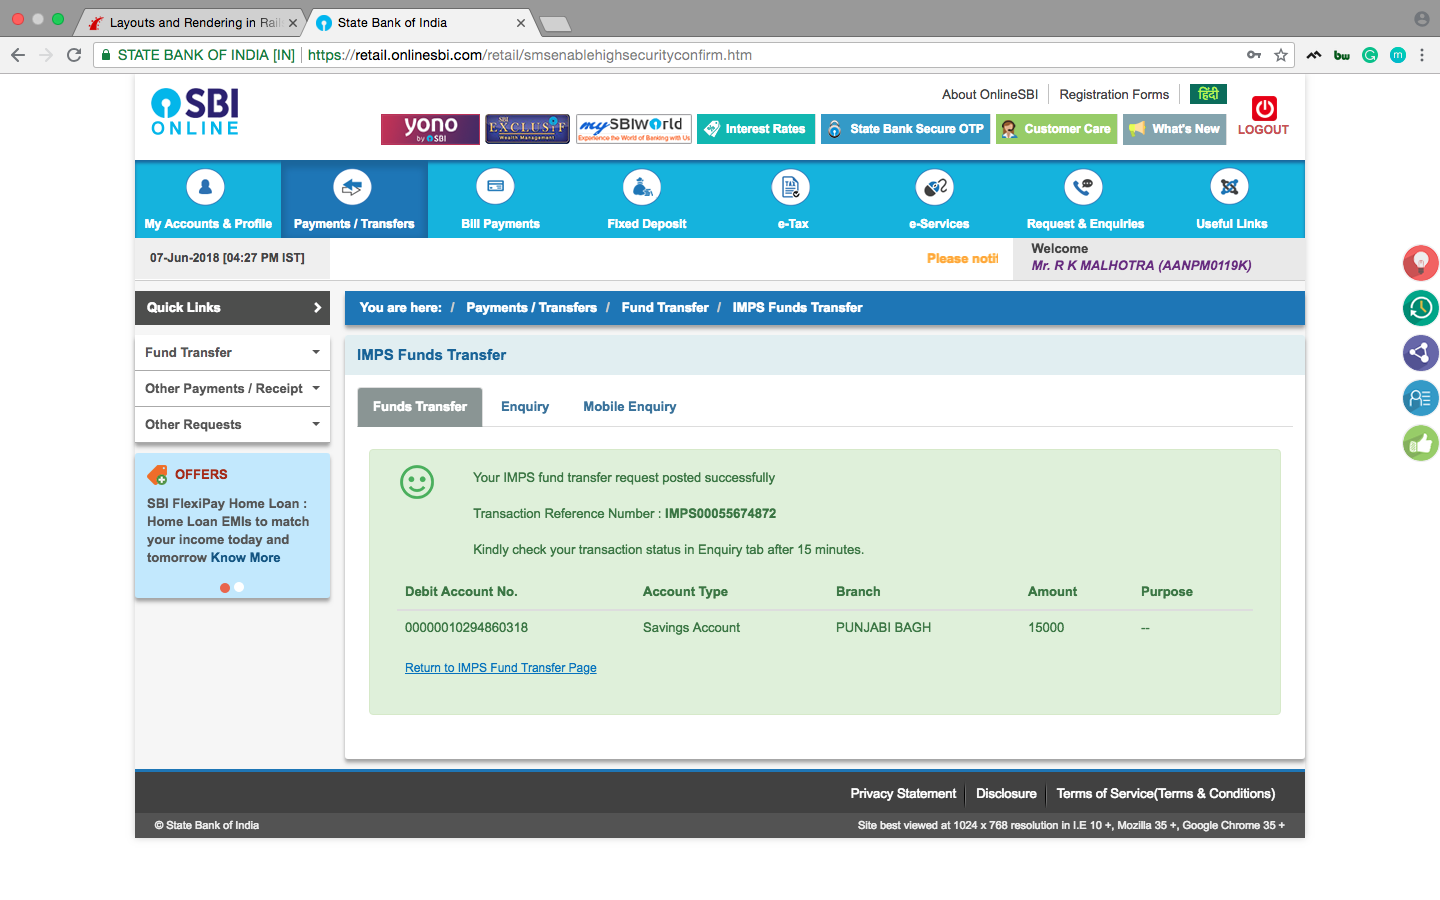 Layouts and Rendering in Rail
State Bank of India
STATE BANK OF INDIA [IN] https://retail.onlinesbi.com/retail/smsenablehighsecurityconfirm.htm
bw
m
SBI
ONLINE
About OnlineSBI
Registration Forms
हिंदी
LOGOUT
yono
by SBI
SBI
EXCLUSIF
Wealth Management
my SBIWorld
Experience the World of Banking with Us
Interest Rates
State Bank Secure OTP
Customer Care
What's New
My Accounts & Profile
Payments / Transfers
Bill Payments
Fixed Deposit
TAX
e-Tax
e-Services
Request & Enquiries
Useful Links
07-Jun-2018 [04:27 PM IST]
Please noti
Welcome
Mr. R K MALHOTRA (AANPM0119K)
Quick Links
Fund Transfer
Other Payments / Receipt
Other Requests
OFFERS
SBI FlexiPay Home Loan :
Home Loan EMIs to match
your income today and
tomorrow Know More
You are here: / Payments / Transfers / Fund Transfer / IMPS Funds Transfer
IMPS Funds Transfer
Funds Transfer
Enquiry
Mobile Enquiry
Your IMPS fund transfer request posted successfully
Transaction Reference Number : IMPS00055674872
Kindly check your transaction status in Enquiry tab after 15 minutes.
Debit Account No. Account Type Branch Amount Purpose
00000010294860318 Savings Account PUNJABI BAGH 15000 --
Return to IMPS Fund Transfer Page
Privacy Statement
Disclosure
Terms of Service(Terms & Conditions)
© State Bank of India
Site best viewed at 1024 x 768 resolution in I.E 10 +, Mozilla 35 +, Google Chrome 35 +